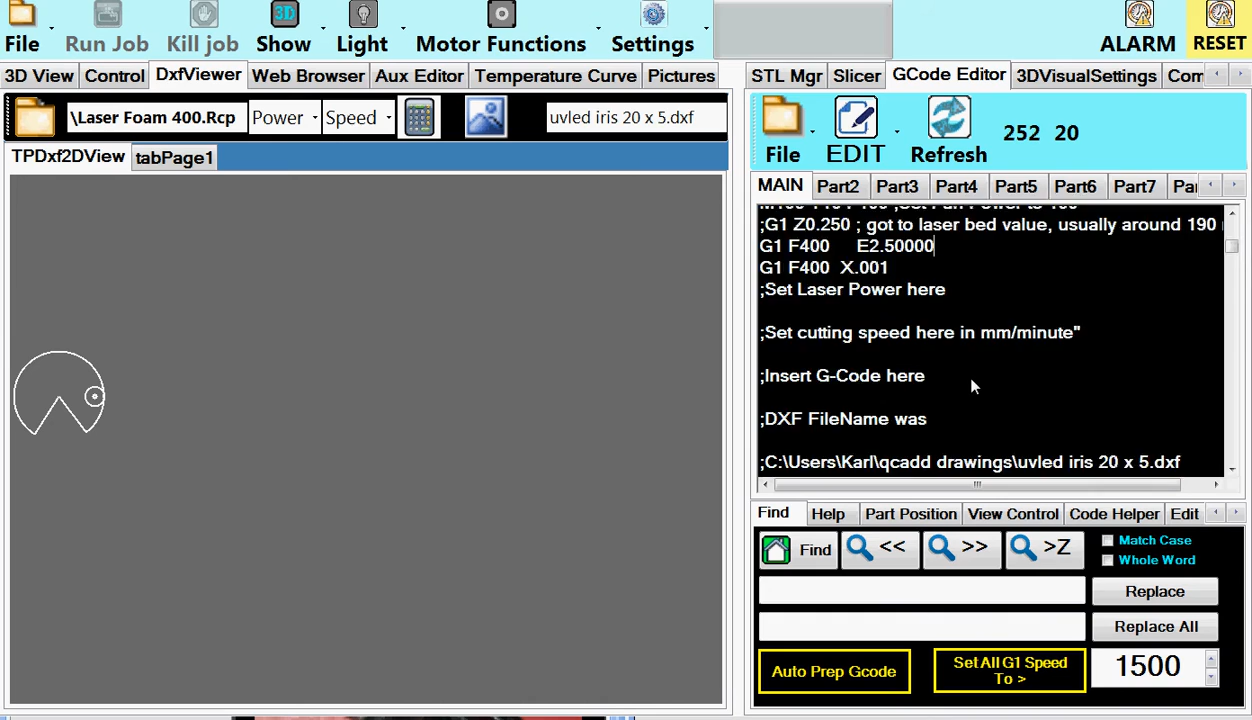 File Run Job Kill job Show Light Motor Functions Settings ALARM RESET
3D
3D View Control DxfViewer Web Browser Aux Editor Temperature Curve Pictures
\Laser Foam 400.Rcp Power Speed uvled iris 20 x 5.dxf
TPDxf2DView tabPage1
STL Mgr Slicer GCode Editor 3DVisualSettings Com
File EDIT Refresh 252 20
MAIN Part2 Part3 Part4 Part5 Part6 Part7 Pa
;G1 Z0.250 ; got to laser bed value, usually around 190
G1 F400 E2.50000
G1 F400 X.001
;Set Laser Power here
;Set cutting speed here in mm/minute"
;Insert G-Code here
;DXF FileName was
;C:\Users\Karl\qcadd drawings\uvled iris 20 x 5.dxf
Find Help Part Position View Control Code Helper Edit
Find << >> >Z
Match Case
Whole Word
Replace
Replace All
Auto Prep Gcode
Set All G1 Speed
To >
1500